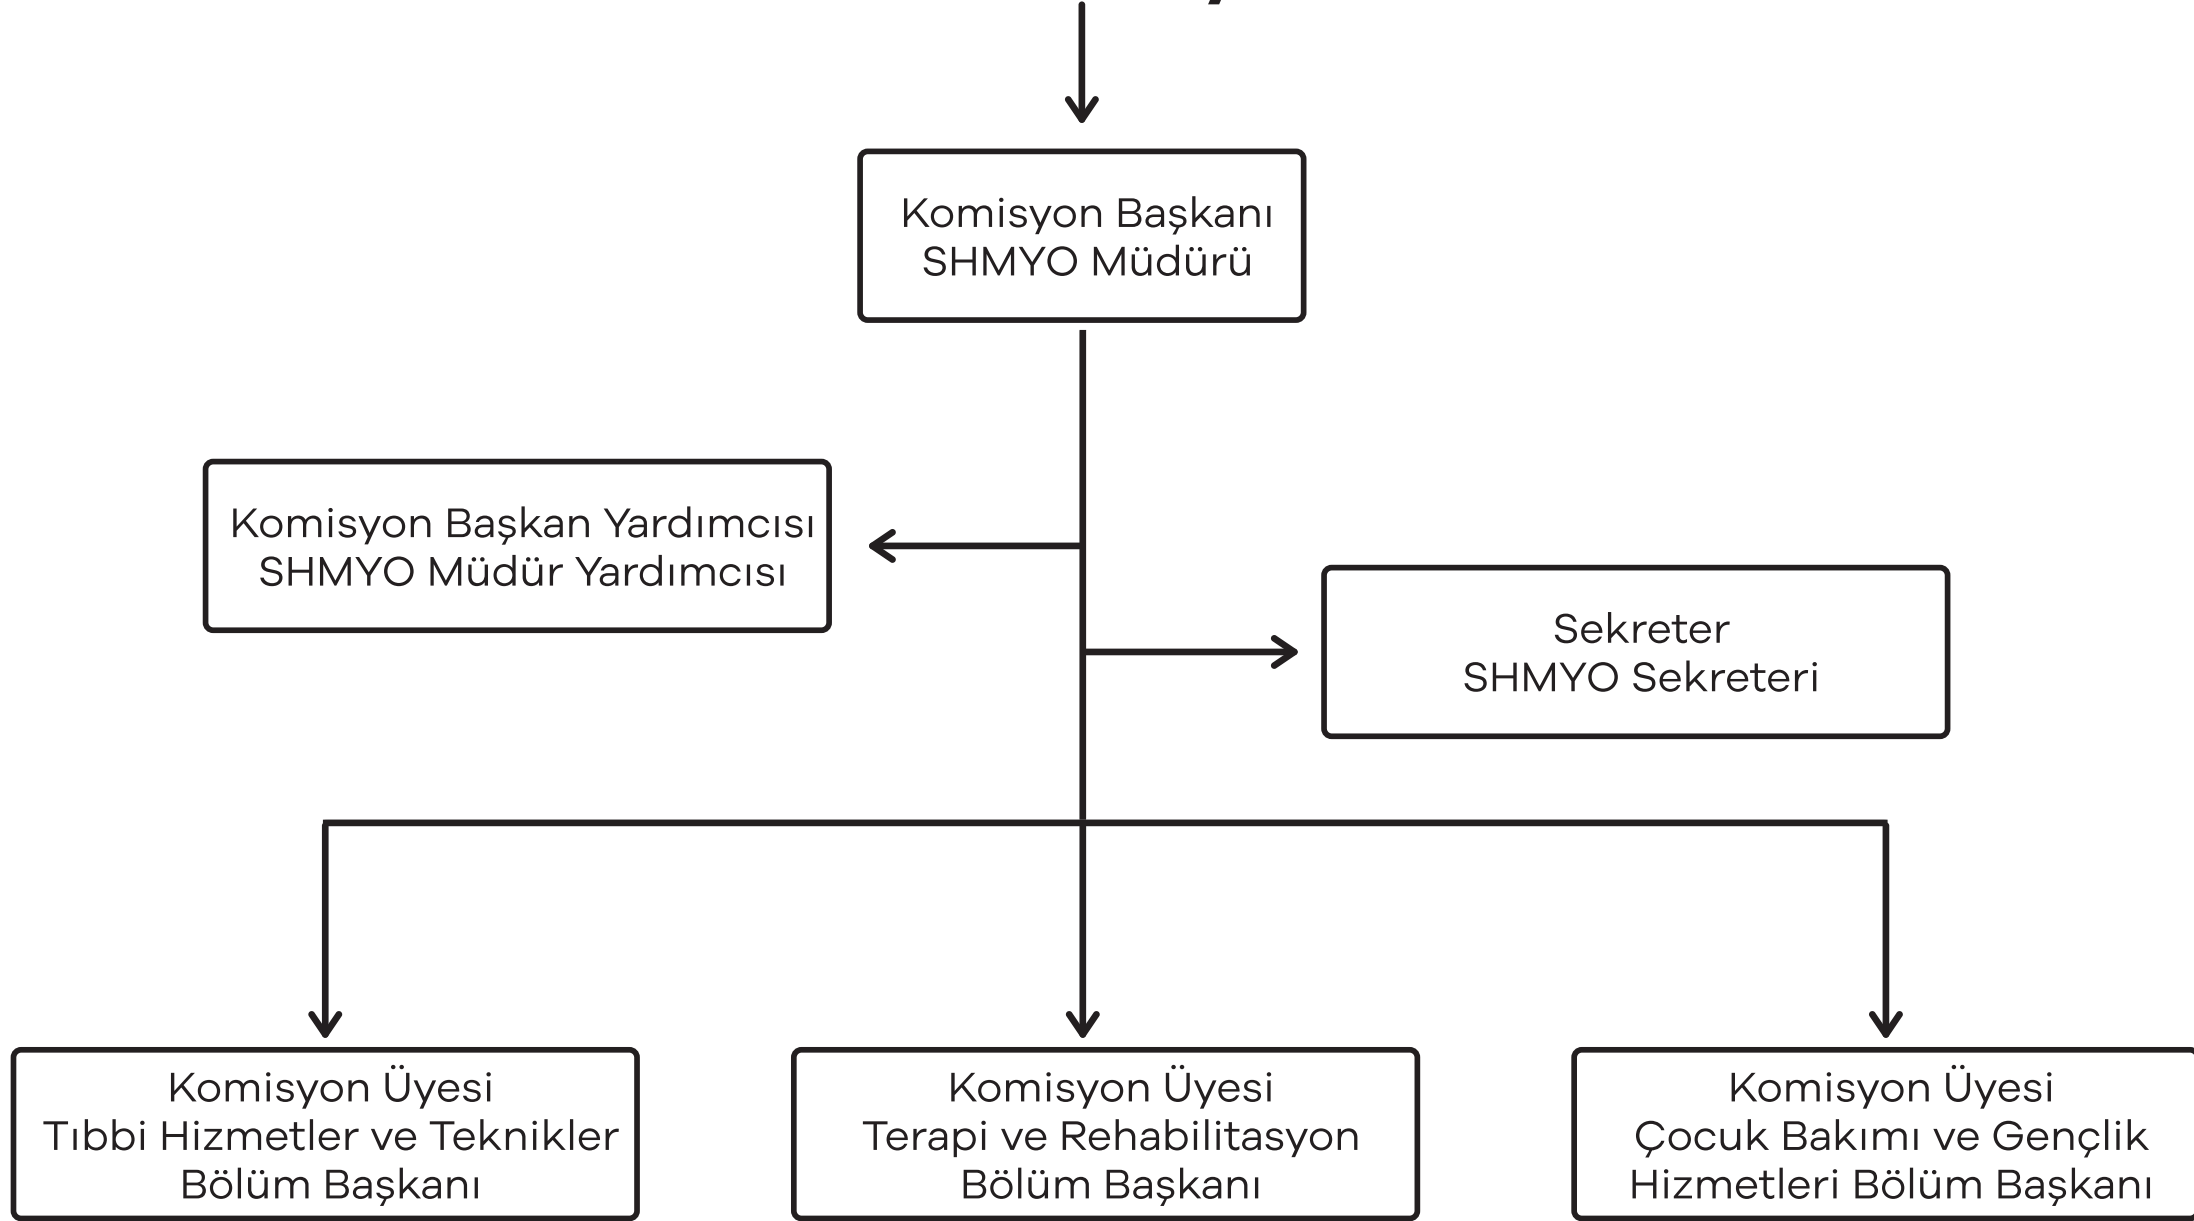 Komisyon Başkanı
SHMYO Müdürü
Komisyon Başkan Yardımcısı
SHMYO Müdür Yardımcısı
Sekreter
SHMYO Sekreteri
Komisyon Üyesi
Tıbbi Hizmetler ve Teknikler
Bölüm Başkanı
Komisyon Üyesi
Terapi ve Rehabilitasyon
Bölüm Başkanı
Komisyon Üyesi
Çocuk Bakımı ve Gençlik
Hizmetleri Bölüm Başkanı